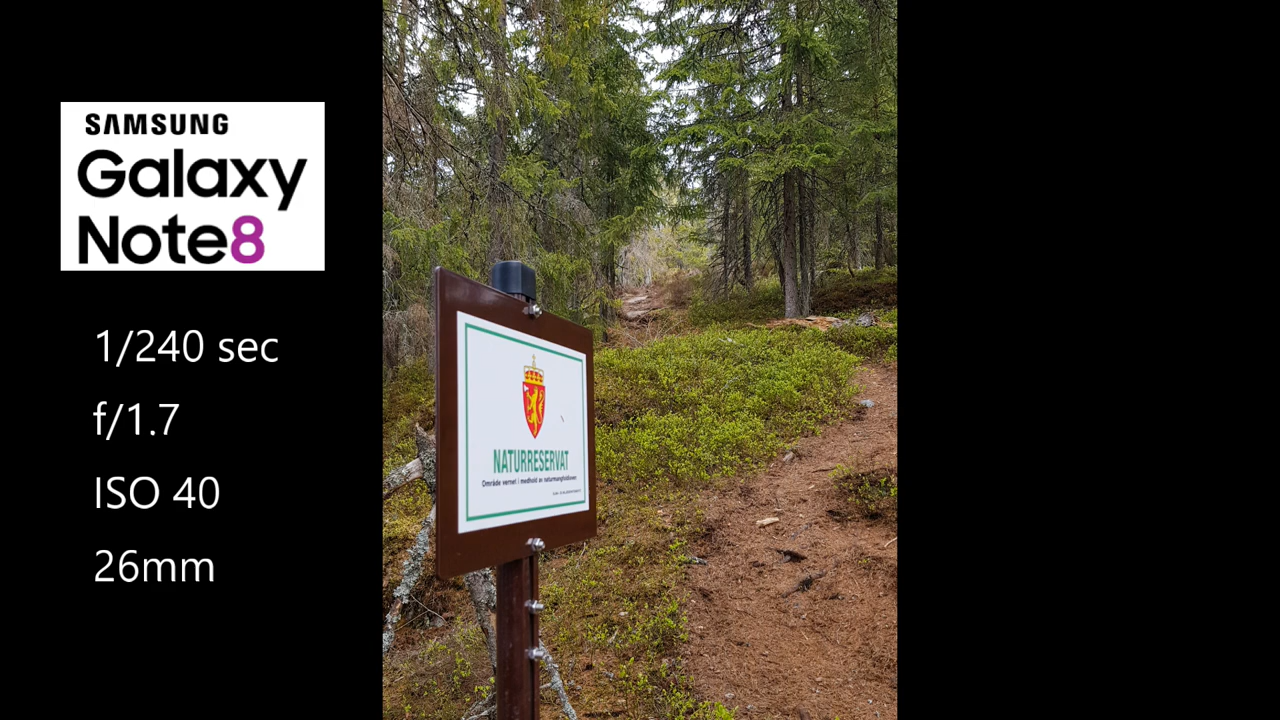 SAMSUNG
Galaxy
Note8
1/240 sec
f/1.7
ISO 40
26mm
NATURRESERVAT
Område vernet i medhold av naturmangfoldloven